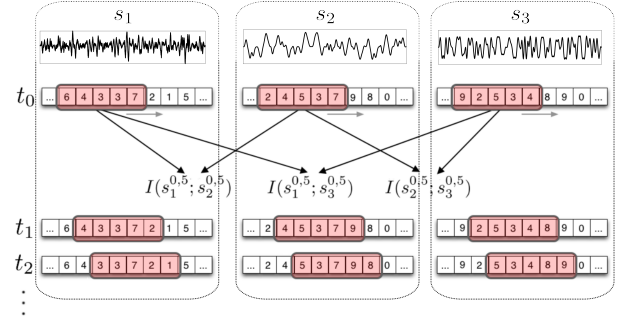 s₁ s₂ s₃
t₀ ... 6 4 3 3 7 2 1 5 ... ... 2 4 5 3 7 9 8 0 ... ... 9 2 5 3 4 8 9 0 ...
I(s₁^{0,5}; s₂^{0,5}) I(s₁^{0,5}; s₃^{0,5}) I(s₂^{0,5}; s₃^{0,5})
t₁ ... 6 4 3 3 7 2 1 5 ... ... 2 4 5 3 7 9 8 0 ... ... 9 2 5 3 4 8 9 0 ...
t₂ ... 6 4 3 3 7 2 1 5 ... ... 2 4 5 3 7 9 8 0 ... ... 9 2 5 3 4 8 9 0 ...
⋮